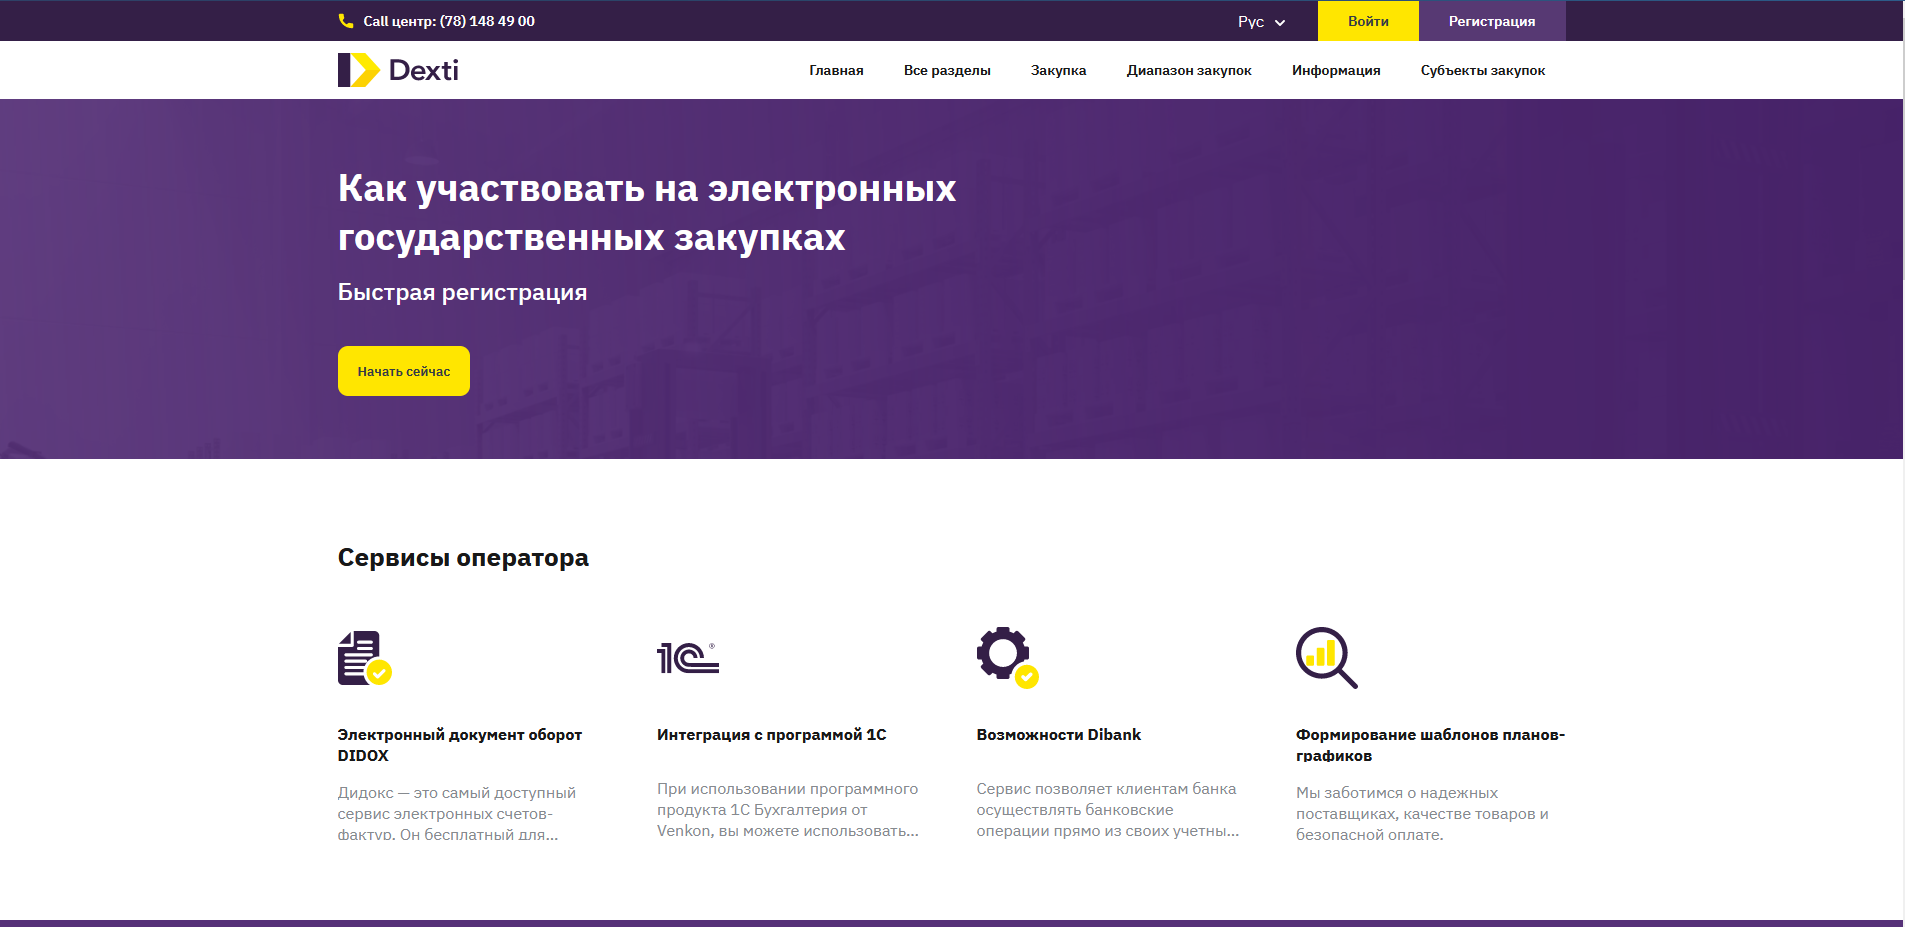 Call центр: (78) 148 49 00
Рус
Войти
Регистрация
Dexti
Главная
Все разделы
Закупка
Диапазон закупок
Информация
Субъекты закупок
Как участвовать на электронных
государственных закупках
Быстрая регистрация
Начать сейчас
Сервисы оператора
1C®
Электронный документ оборот
DIDOX
Дидокс — это самый доступный
сервис электронных счетов-
фактур. Он бесплатный для...
Интеграция с программой 1С
При использовании программного
продукта 1С Бухгалтерия от
Venkon, вы можете использовать...
Возможности Dibank
Сервис позволяет клиентам банка
осуществлять банковские
операции прямо из своих учетны...
Формирование шаблонов планов-
графиков
Мы заботимся о надежных
поставщиках, качестве товаров и
безопасной оплате.